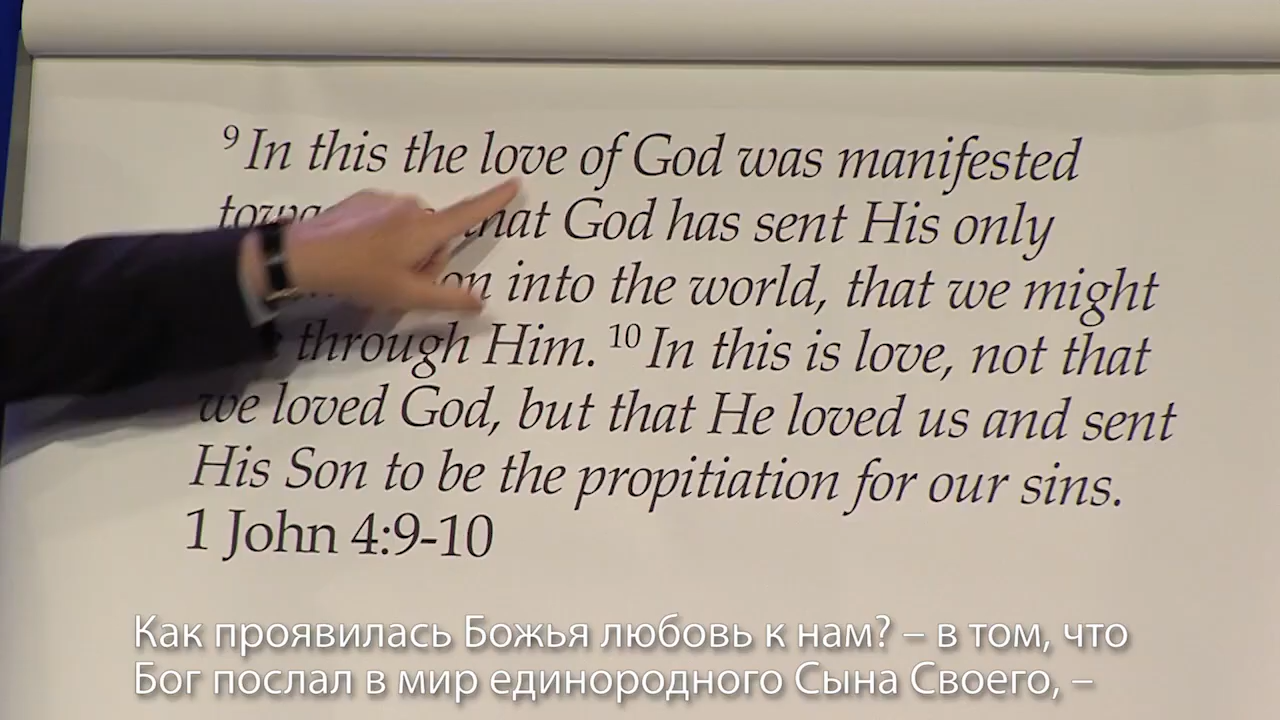 ⁹ In this the love of God was manifested
that God has sent His only
into the world, that we might
through Him. ¹⁰ In this is love, not that
we loved God, but that He loved us and sent
His Son to be the propitiation for our sins.
1 John 4:9-10
Как проявилась Божья любовь к нам? – в том, что
Бог послал в мир единородного Сына Своего, –